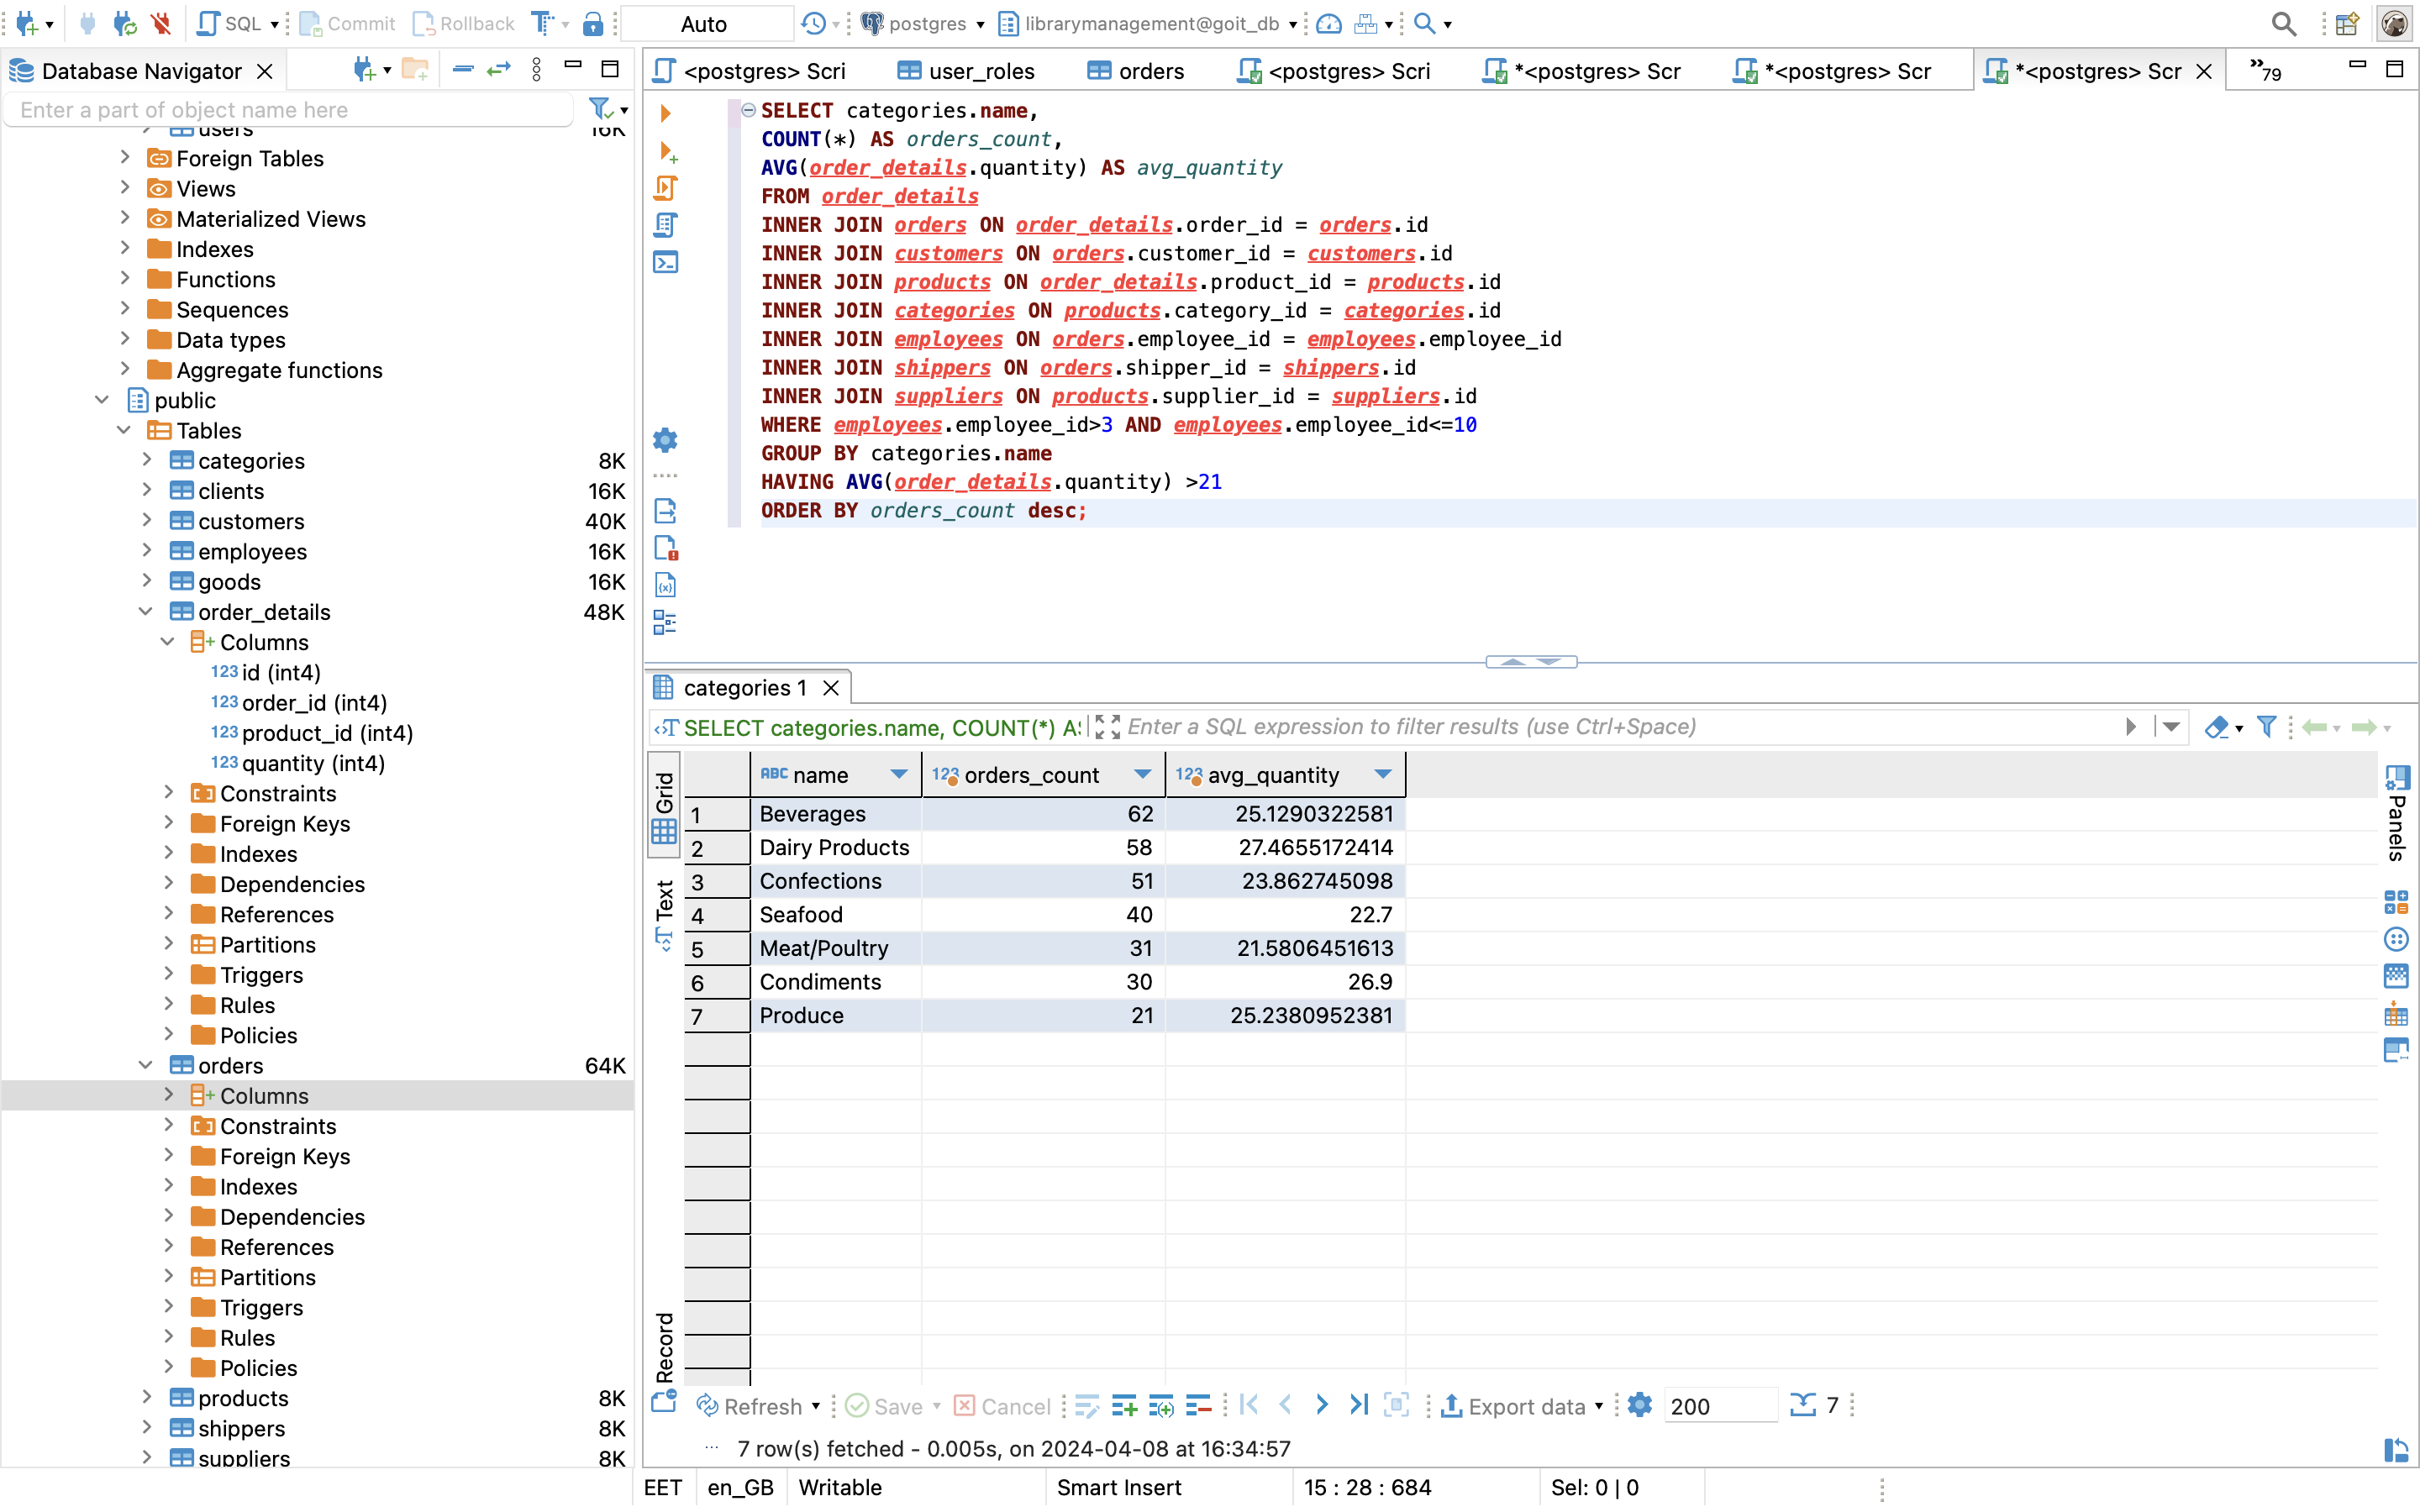 SQL Commit Rollback Auto postgres librarymanagement@goit_db
Database Navigator
<postgres> Scri user_roles orders <postgres> Scri *<postgres> Scr *<postgres> Scr *<postgres> Scr »79
Enter a part of object name here
users 16K
Foreign Tables
Views
Materialized Views
Indexes
Functions
Sequences
Data types
Aggregate functions
public
Tables
categories 8K
clients 16K
customers 40K
employees 16K
goods 16K
order_details 48K
Columns
123 id (int4)
123 order_id (int4)
123 product_id (int4)
123 quantity (int4)
Constraints
Foreign Keys
Indexes
Dependencies
References
Partitions
Triggers
Rules
Policies
orders 64K
Columns
Constraints
Foreign Keys
Indexes
Dependencies
References
Partitions
Triggers
Rules
Policies
products 8K
shippers 8K
suppliers 8K
SELECT categories.name,
COUNT(*) AS orders_count,
AVG(order_details.quantity) AS avg_quantity
FROM order_details
INNER JOIN orders ON order_details.order_id = orders.id
INNER JOIN customers ON orders.customer_id = customers.id
INNER JOIN products ON order_details.product_id = products.id
INNER JOIN categories ON products.category_id = categories.id
INNER JOIN employees ON orders.employee_id = employees.employee_id
INNER JOIN shippers ON orders.shipper_id = shippers.id
INNER JOIN suppliers ON products.supplier_id = suppliers.id
WHERE employees.employee_id>3 AND employees.employee_id<=10
GROUP BY categories.name
HAVING AVG(order_details.quantity) >21
ORDER BY orders_count desc;
categories 1
SELECT categories.name, COUNT(*) AS Enter a SQL expression to filter results (use Ctrl+Space)
Grid
Text
Record
Panels
ABC name 123 orders_count 123 avg_quantity
1 Beverages 62 25.1290322581
2 Dairy Products 58 27.4655172414
3 Confections 51 23.862745098
4 Seafood 40 22.7
5 Meat/Poultry 31 21.5806451613
6 Condiments 30 26.9
7 Produce 21 25.2380952381
Refresh Save Cancel Export data 200 7
7 row(s) fetched - 0.005s, on 2024-04-08 at 16:34:57
EET en_GB Writable Smart Insert 15 : 28 : 684 Sel: 0 | 0